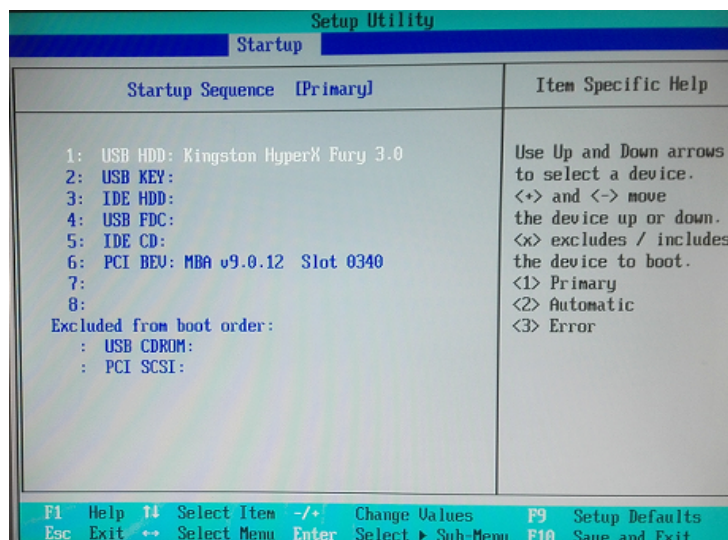 Setup Utility
Startup
Startup Sequence [Primary]
Item Specific Help
1: USB HDD: Kingston HyperX Fury 3.0
2: USB KEY:
3: IDE HDD:
4: USB FDC:
5: IDE CD:
6: PCI BEV: MBA v9.0.12 Slot 0340
7:
8:
Excluded from boot order:
: USB CDROM:
: PCI SCSI:
Use Up and Down arrows
to select a device.
<+> and <-> move
the device up or down.
<x> excludes / includes
the device to boot.
<1> Primary
<2> Automatic
<3> Error
F1 Help ↑↓ Select Item -/+ Change Values F9 Setup Defaults
Esc Exit ↔ Select Menu Enter Select ▶ Sub-Menu F10 Save and Exit